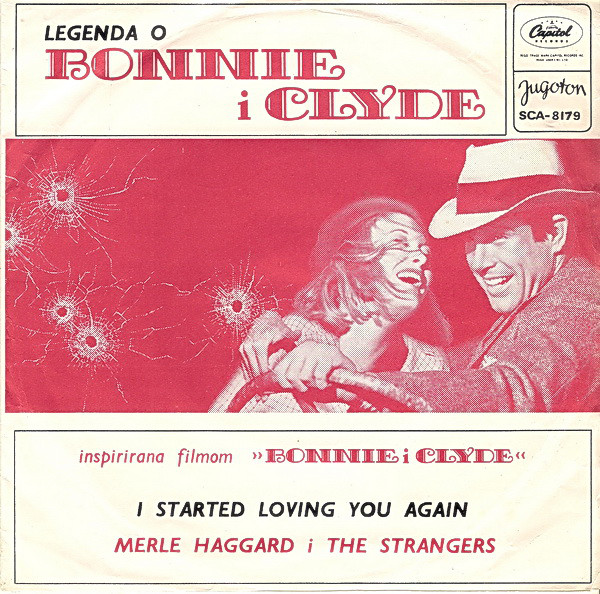 LEGENDA O
BONNIE
i CLYDE
Capitol
RECORDS
Jugoton
SCA-8179
inspirirana filmom »BONNIE i CLYDE«
I STARTED LOVING YOU AGAIN
MERLE HAGGARD i THE STRANGERS